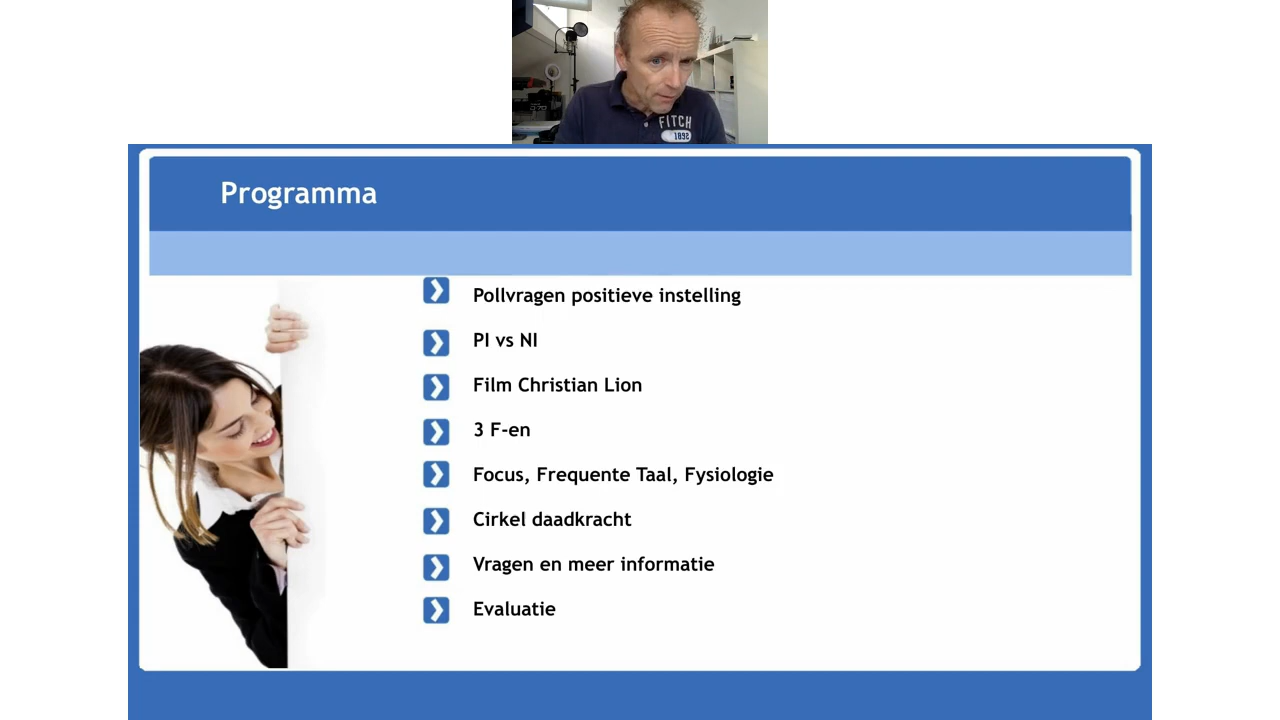 FITCH
1892
Programma
Pollvragen positieve instelling
PI vs NI
Film Christian Lion
3 F-en
Focus, Frequente Taal, Fysiologie
Cirkel daadkracht
Vragen en meer informatie
Evaluatie